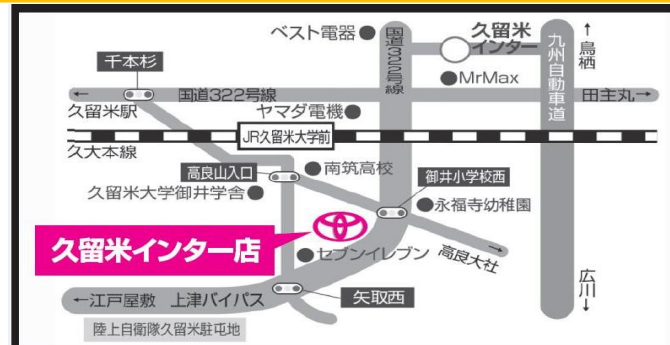 ベスト電器●
国道322号線
久留米
インター
九州自動車道
↑
鳥栖
千本杉
●MrMax
←
国道322号線
田主丸→
久留米駅
ヤマダ電機●
JR久留米大学前
久大本線
高良山入口
●南筑高校
御井小学校西
久留米大学御井学舎●
●永福寺幼稚園
久留米インター店
●セブンイレブン
高良大社
→
広川
↓
←江戸屋敷 上津バイパス
矢取西
陸上自衛隊久留米駐屯地